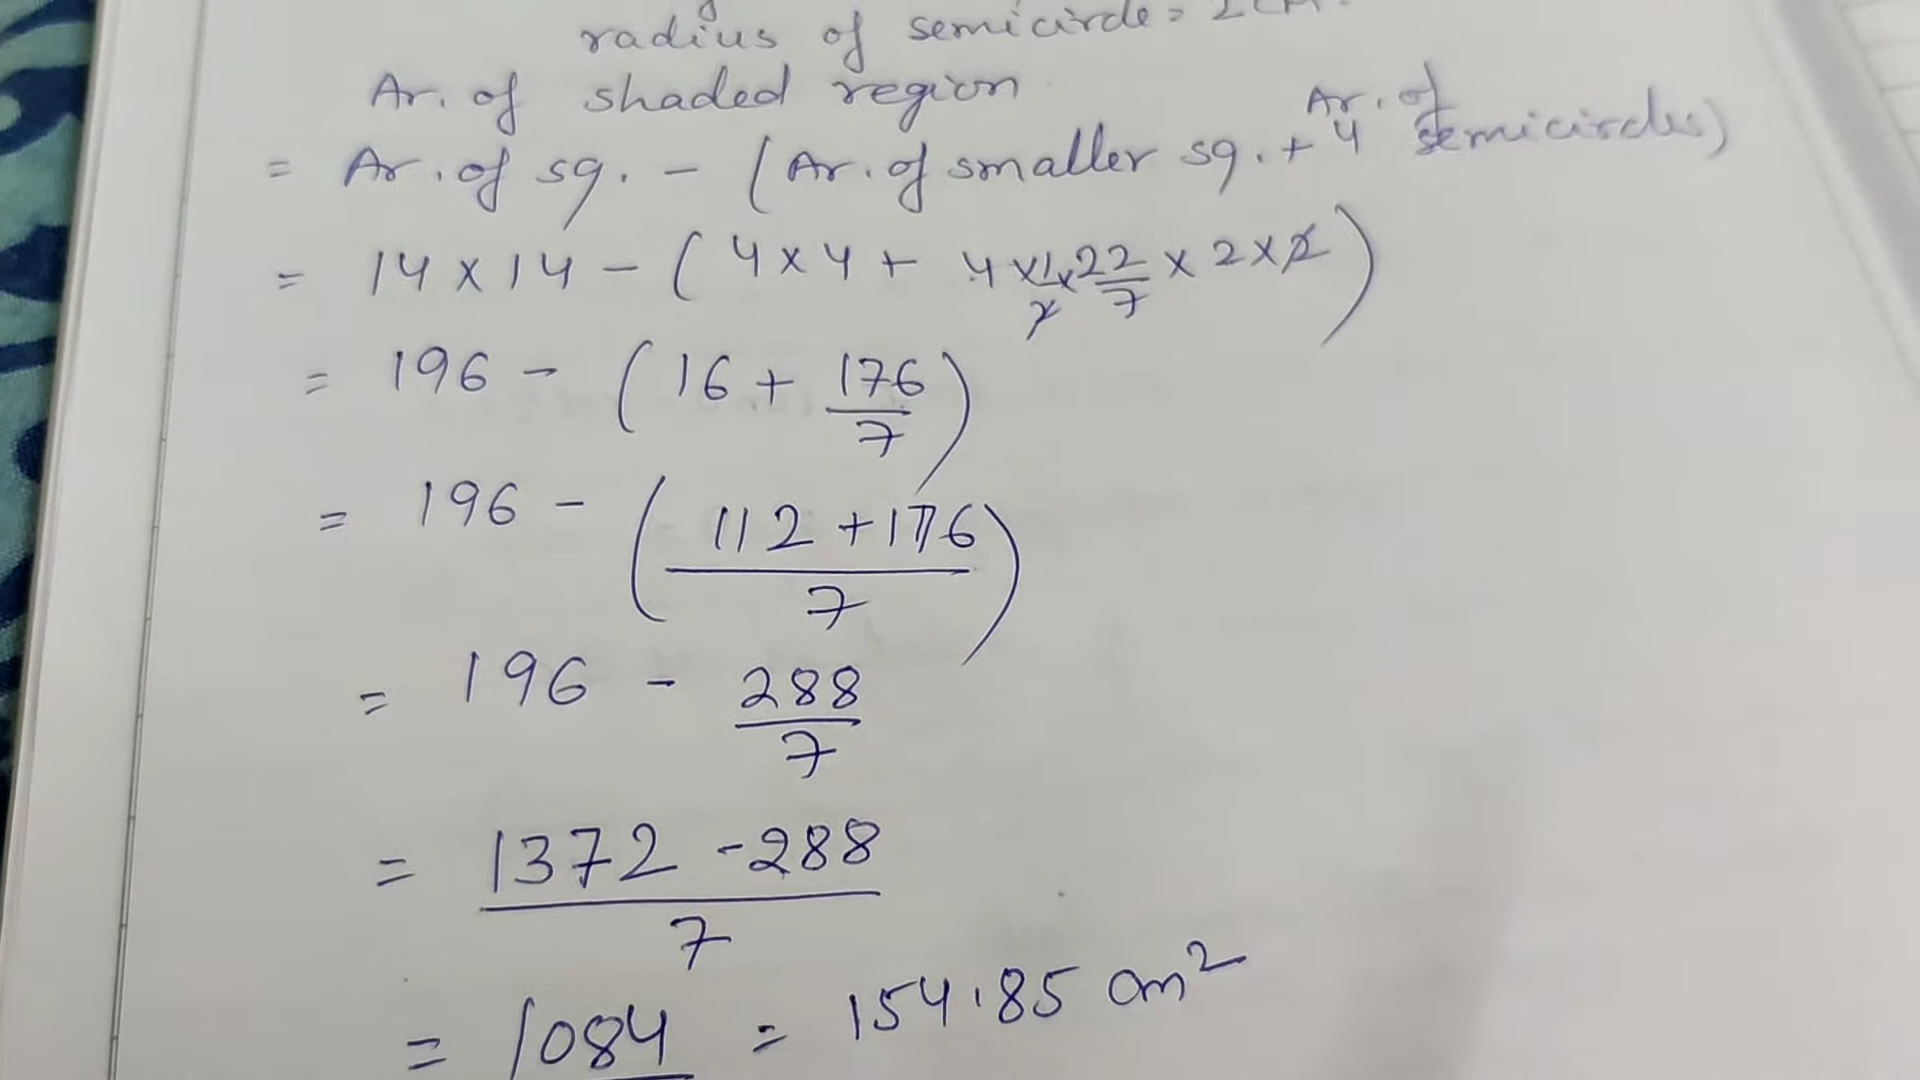 radius of semicircle = 2 cm.
Ar. of shaded region
= Ar. of sq. - (Ar. of smaller sq. + Ar. of 4 semicircles)
= 14 x 14 - ( 4 x 4 + 4 x 1/2 x 22/7 x 2 x 2 )
= 196 - ( 16 + 176/7 )
= 196 - ( (112 + 176)/7 )
= 196 - 288/7
= (1372 - 288)/7
= 1084 = 154.85 cm²